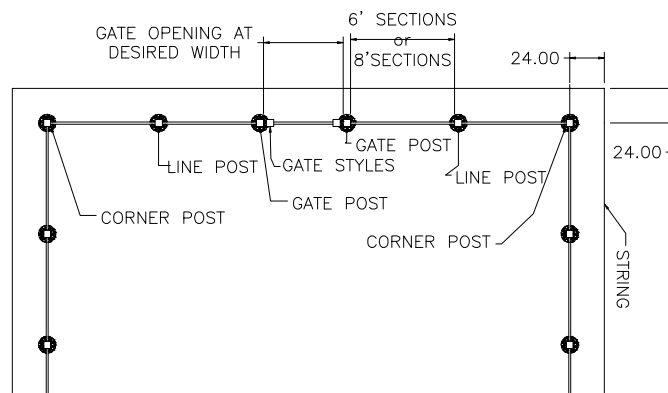 GATE OPENING AT
DESIRED WIDTH
6' SECTIONS
or
8'SECTIONS
24.00
24.00
LINE POST
GATE STYLES
GATE POST
LINE POST
GATE POST
CORNER POST
CORNER POST
STRING